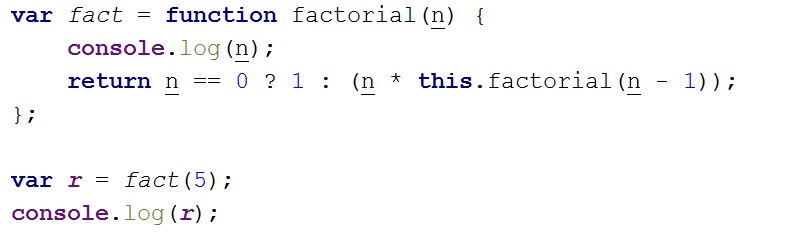 var fact = function factorial(n) {
    console.log(n);
    return n == 0 ? 1 : (n * this.factorial(n - 1));
};

var r = fact(5);
console.log(r);